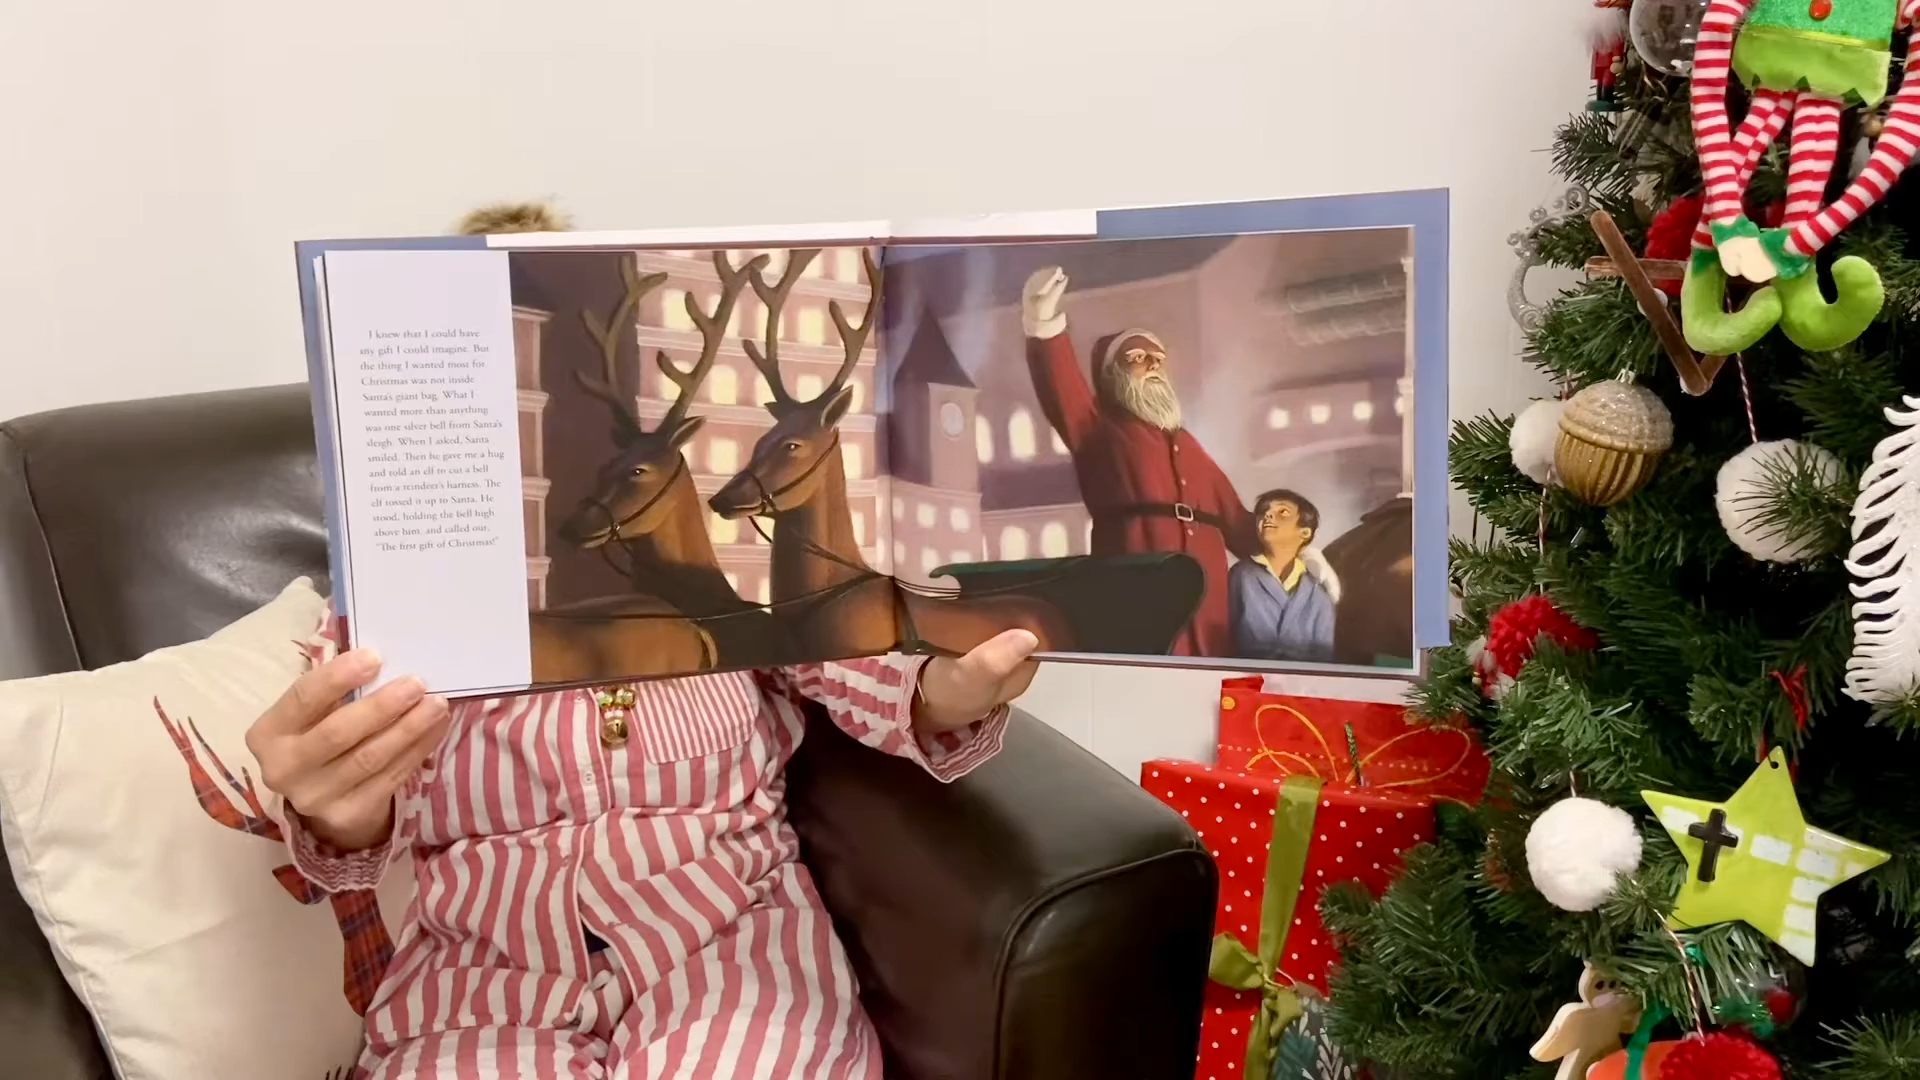 I knew that I could have
any gift I could imagine. But
the thing I wanted most for
Christmas was not inside
Santa's giant bag. What I
wanted more than anything
was one silver bell from Santa's
sleigh. When I asked, Santa
smiled. Then he gave me a hug
and told an elf to cut a bell
from a reindeer's harness. The
elf tossed it up to Santa. He
stood, holding the bell high
above him, and called out,
"The first gift of Christmas!"